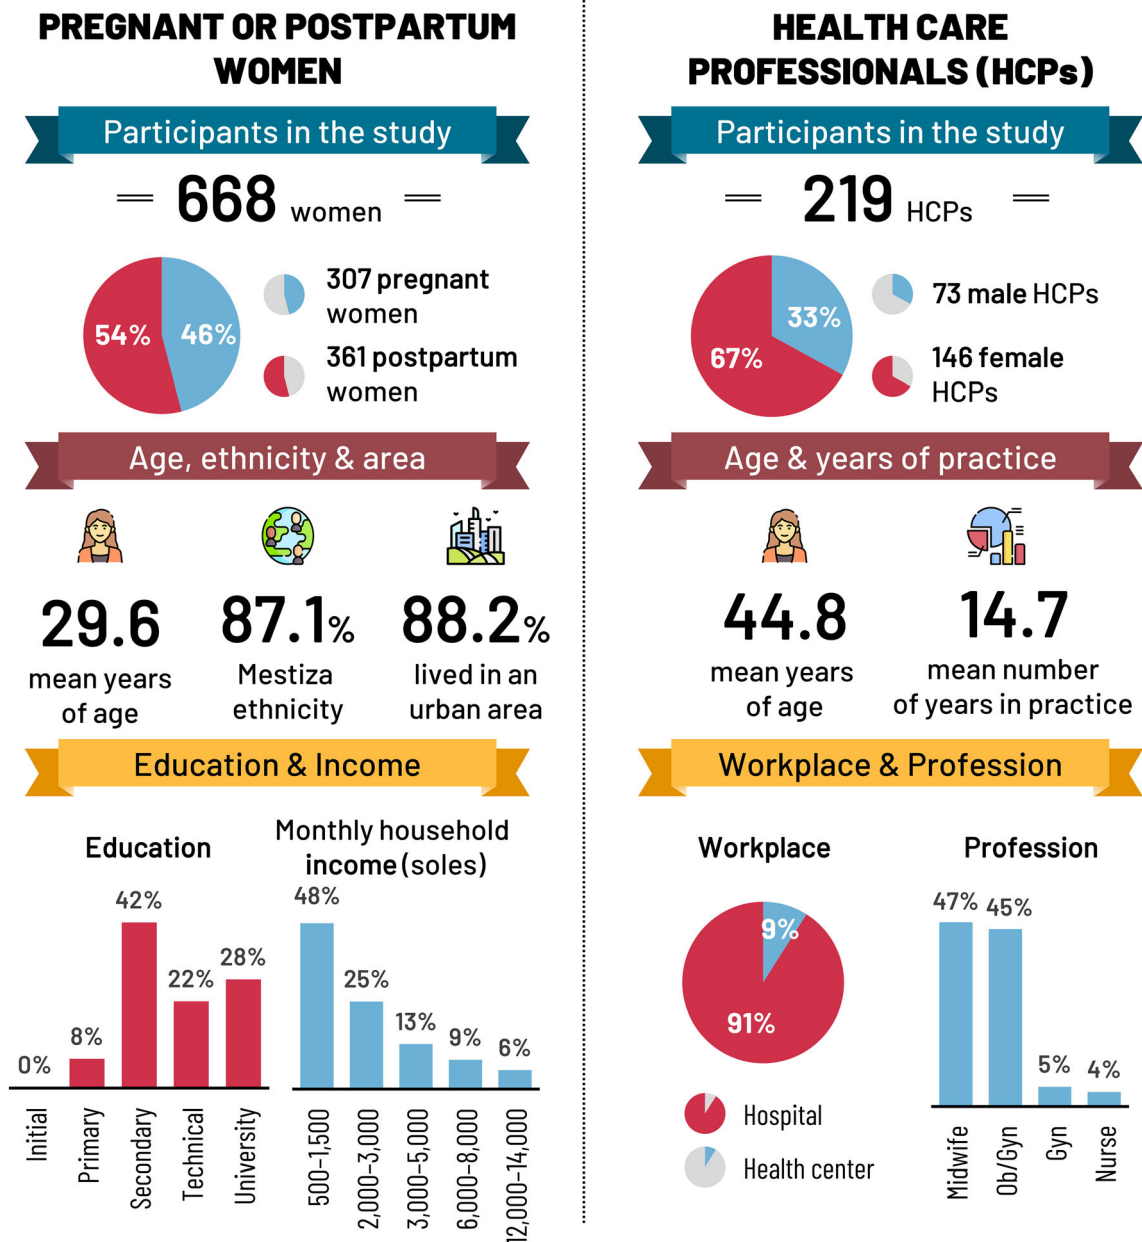 PREGNANT OR POSTPARTUM
WOMEN
Participants in the study
668 women
54%
46%
307 pregnant
women
361 postpartum
women
Age, ethnicity & area
29.6
mean years
of age
87.1%
Mestiza
ethnicity
88.2%
lived in an
urban area
Education & Income
Education
0%
8%
42%
22%
28%
Initial
Primary
Secondary
Technical
University
Monthly household
income (soles)
48%
25%
13%
9%
6%
500-1,500
2,000-3,000
3,000-5,000
6,000-8,000
12,000-14,000
HEALTH CARE
PROFESSIONALS (HCPs)
Participants in the study
219 HCPs
33%
67%
73 male HCPs
146 female
HCPs
Age & years of practice
44.8
mean years
of age
14.7
mean number
of years in practice
Workplace & Profession
Workplace
9%
91%
Hospital
Health center
Profession
47%
45%
5%
4%
Midwife
Ob/Gyn
Gyn
Nurse